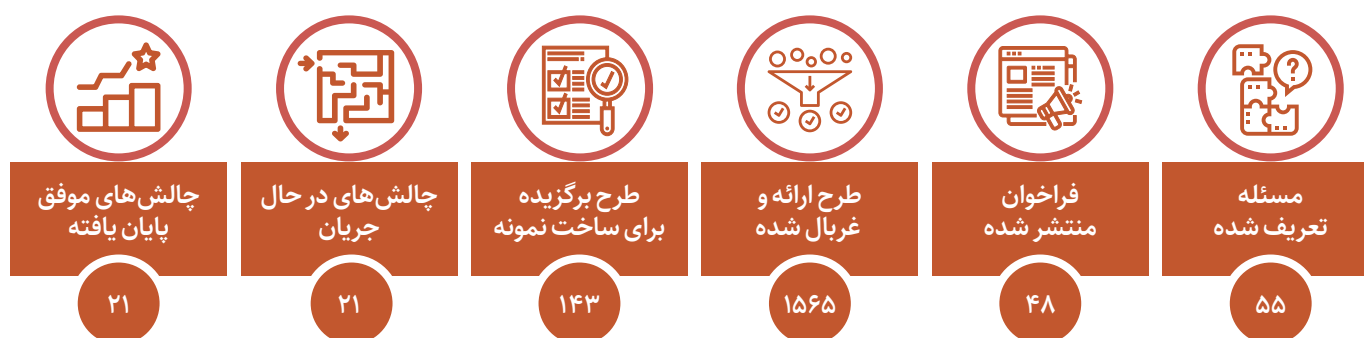 مسئله
تعریف شده
۵۵
فراخوان
منتشر شده
۴۸
طرح ارائه و
غربال شده
۱۵۶۵
طرح برگزیده
برای ساخت نمونه
۱۴۳
چالش‌های در حال
جریان
۲۱
چالش‌های موفق
پایان یافته
۲۱